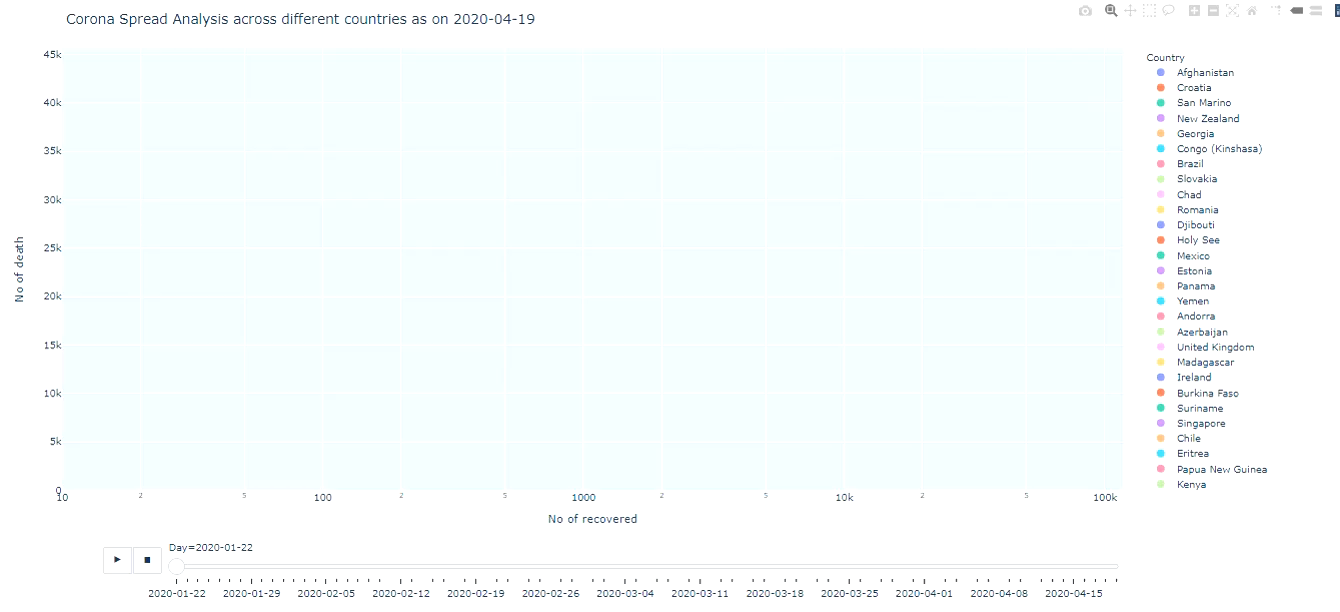 Corona Spread Analysis across different countries as on 2020-04-19
No of death
45k
40k
35k
30k
25k
20k
15k
10k
5k
0
10 2 5 100 2 5 1000 2 5 10k 2 5 100k
No of recovered
Country
Afghanistan
Croatia
San Marino
New Zealand
Georgia
Congo (Kinshasa)
Brazil
Slovakia
Chad
Romania
Djibouti
Holy See
Mexico
Estonia
Panama
Yemen
Andorra
Azerbaijan
United Kingdom
Madagascar
Ireland
Burkina Faso
Suriname
Singapore
Chile
Eritrea
Papua New Guinea
Kenya
Day=2020-01-22
2020-01-22 2020-01-29 2020-02-05 2020-02-12 2020-02-19 2020-02-26 2020-03-04 2020-03-11 2020-03-18 2020-03-25 2020-04-01 2020-04-08 2020-04-15